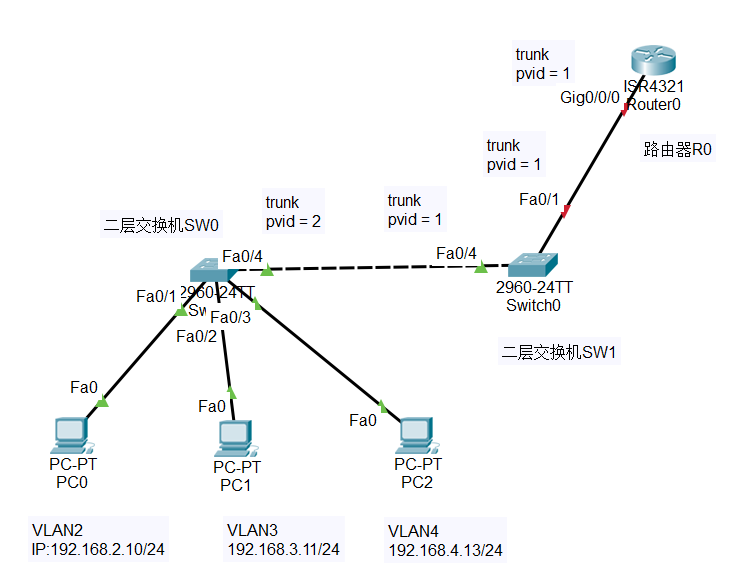 trunk
pvid = 1
ISR4321
Router0
Gig0/0/0
路由器R0
trunk
pvid = 1
Fa0/1
trunk
pvid = 2
trunk
pvid = 1
二层交换机SW0
Fa0/4
Fa0/4
2960-24TT
Switch0
2960-24TT
Sw
Fa0/1
Fa0/3
Fa0/2
二层交换机SW1
Fa0
Fa0
Fa0
PC-PT
PC0
PC-PT
PC1
PC-PT
PC2
VLAN2
IP:192.168.2.10/24
VLAN3
192.168.3.11/24
VLAN4
192.168.4.13/24